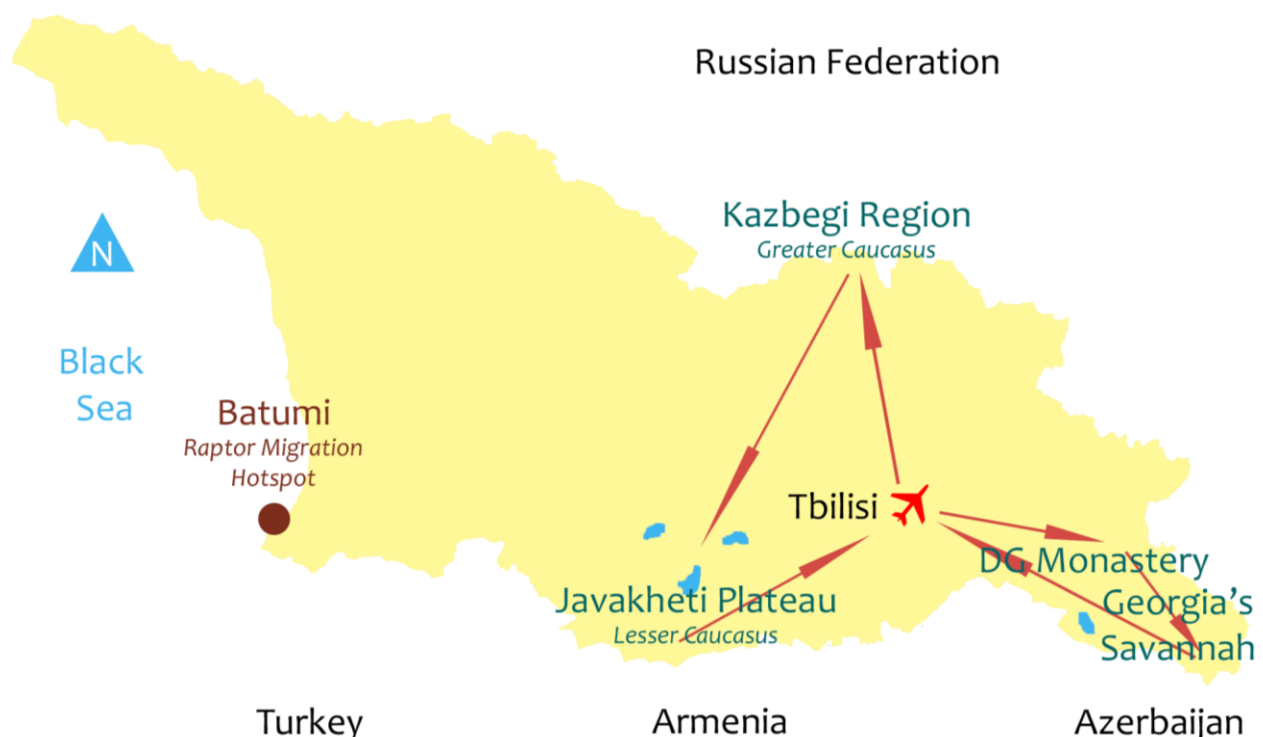 Russian Federation
Kazbegi Region
Greater Caucasus
N
Black
Sea
Batumi
Raptor Migration
Hotspot
Tbilisi
DG Monastery
Javakheti Plateau
Lesser Caucasus
Georgia's
Savannah
Turkey
Armenia
Azerbaijan